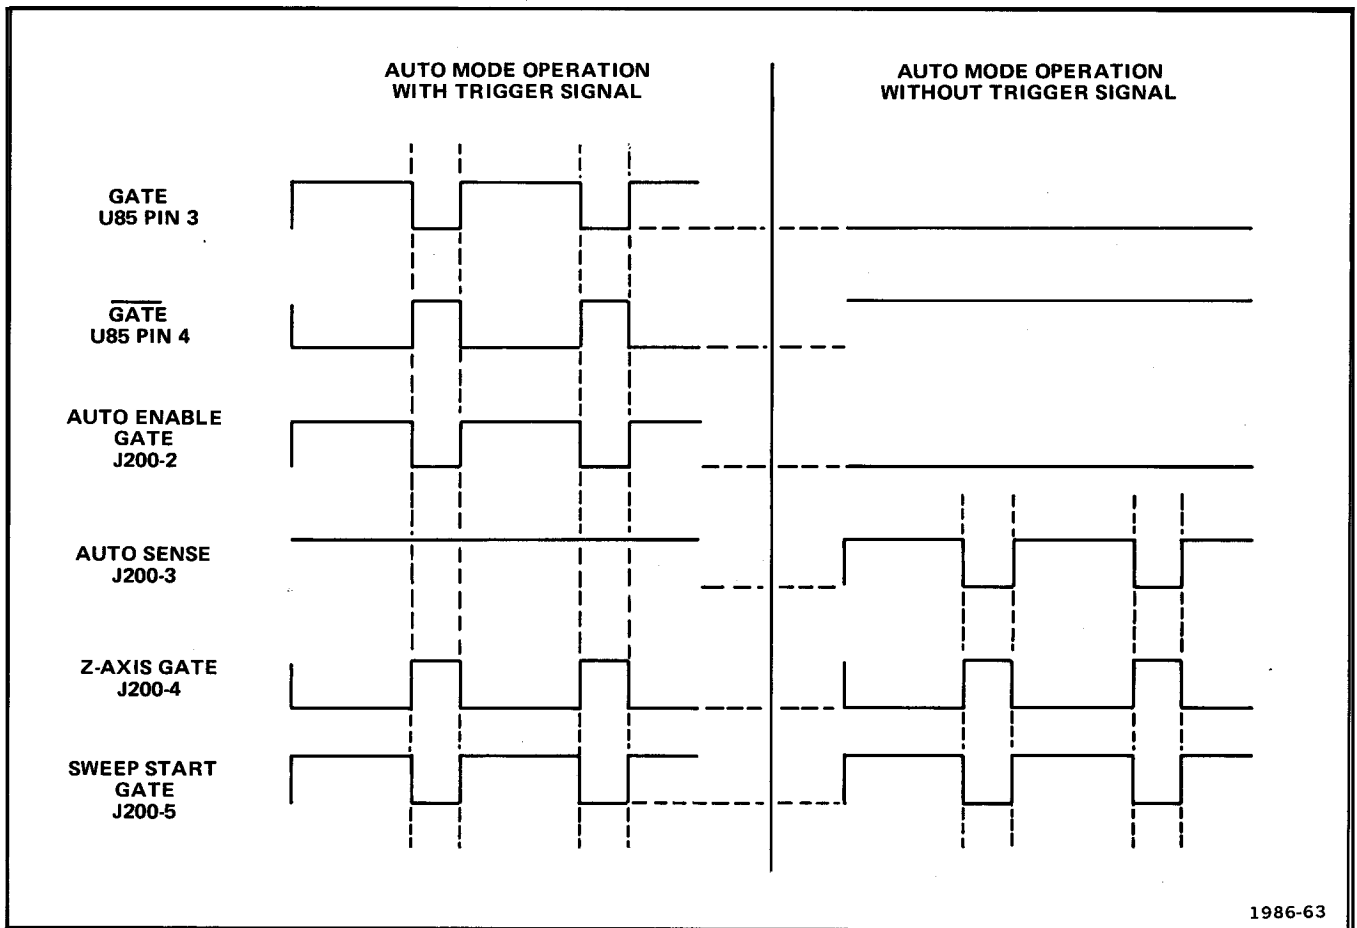 AUTO MODE OPERATION
WITH TRIGGER SIGNAL
AUTO MODE OPERATION
WITHOUT TRIGGER SIGNAL
GATE
U85 PIN 3
GATE
U85 PIN 4
AUTO ENABLE
GATE
J200-2
AUTO SENSE
J200-3
Z-AXIS GATE
J200-4
SWEEP START
GATE
J200-5
1986-63